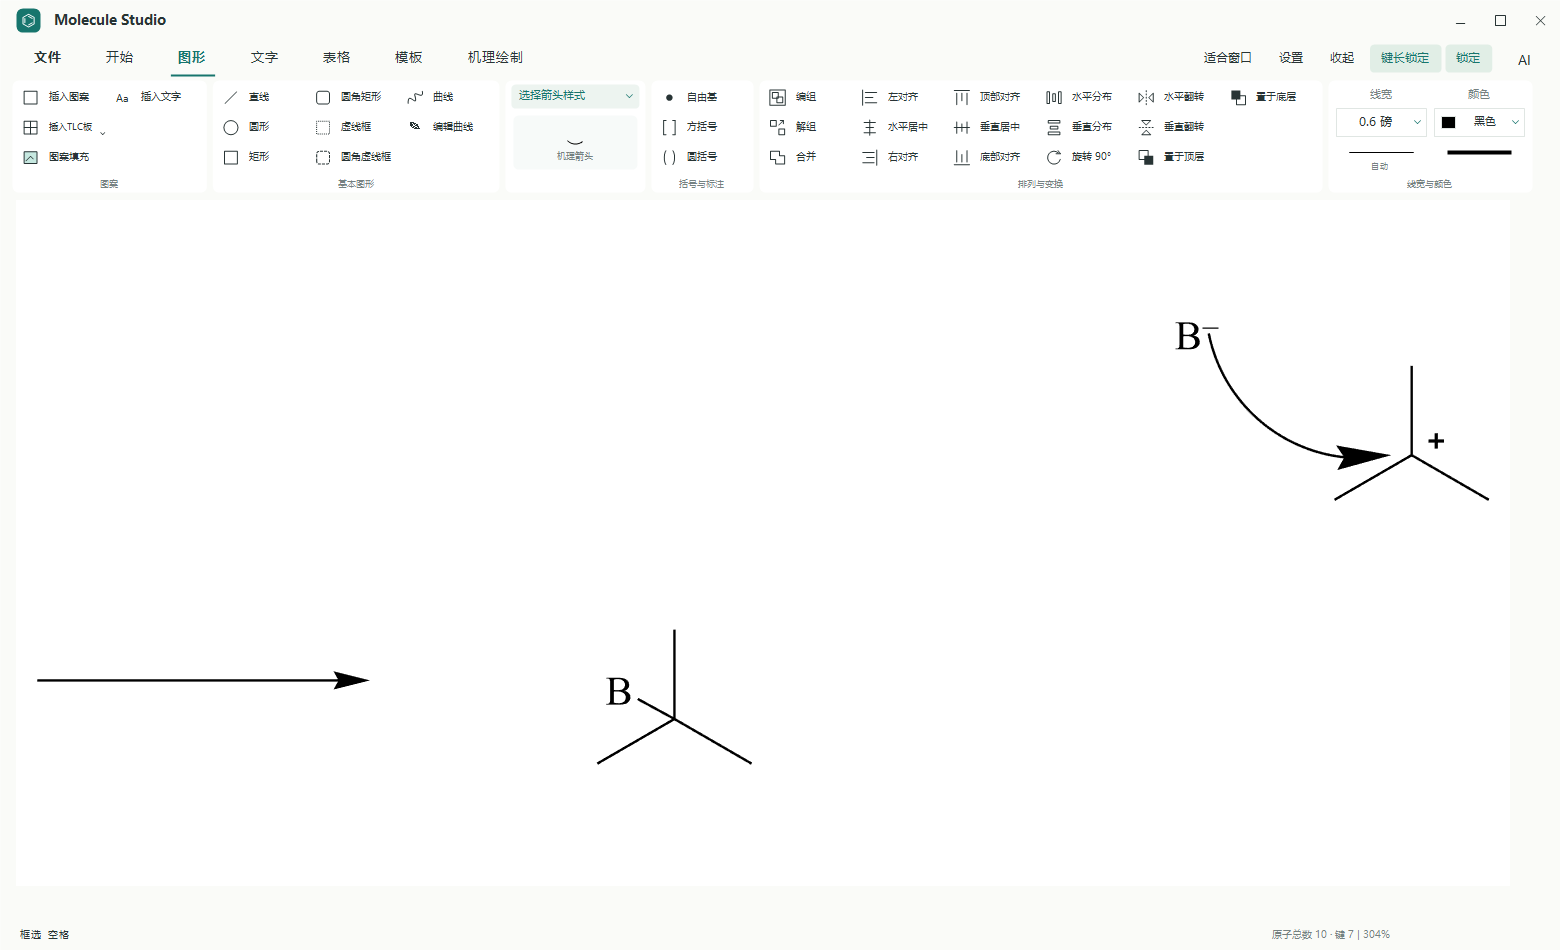 Molecule Studio
文件 开始 图形 文字 表格 模板 机理绘制 适合窗口 设置 收起 键长锁定 锁定 AI
插入图案 Aa 插入文字 直线 圆角矩形 曲线 选择箭头样式 自由基 编组 左对齐 顶部对齐 水平分布 水平翻转 置于底层 线宽 颜色
插入TLC板 圆形 虚线框 编辑曲线 方括号 解组 水平居中 垂直居中 垂直分布 垂直翻转 0.6 磅 黑色
图案填充 矩形 圆角虚线框 机理箭头 圆括号 合并 右对齐 底部对齐 旋转 90° 置于顶层 自动
图案 基本图形 括号与标注 排列与变换 线宽与颜色
B−
+
B
框选 空格 原子总数 10 · 键 7 | 304%